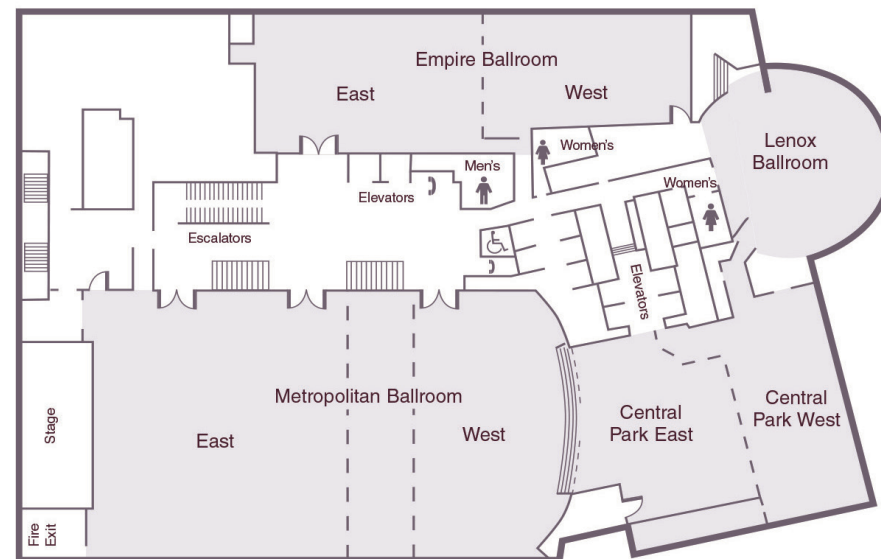 Empire Ballroom
East
West
Lenox
Ballroom
Women's
Men's
Elevators
Women's
Escalators
Elevators
Metropolitan Ballroom
East
West
Central
Park East
Central
Park West
Stage
Fire
Exit